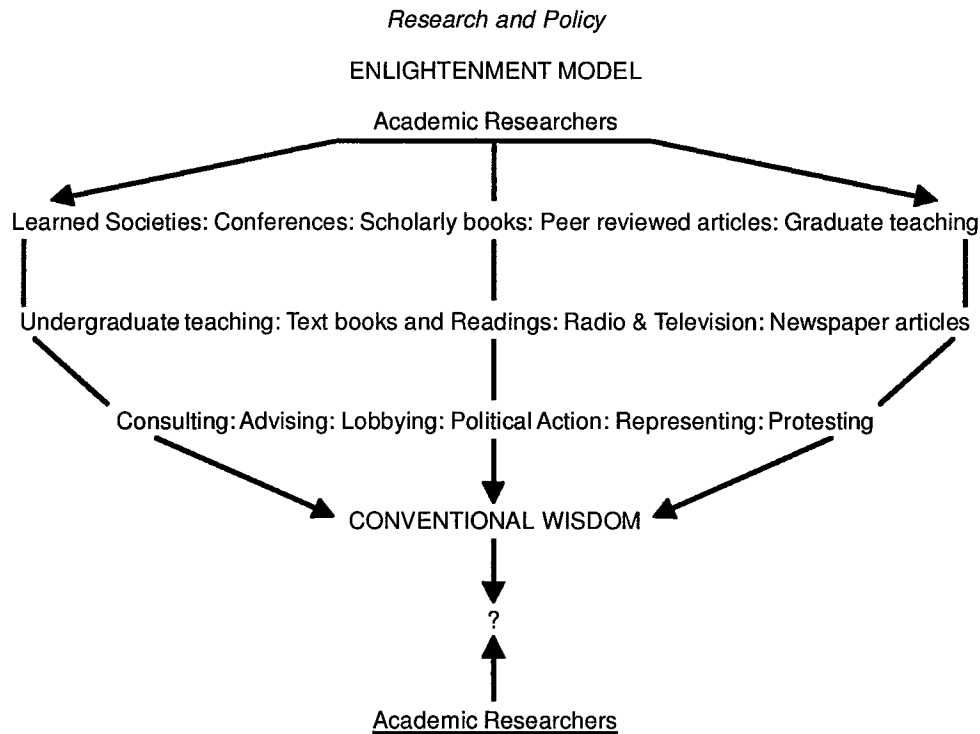 Research and Policy
ENLIGHTENMENT MODEL
Academic Researchers
Learned Societies: Conferences: Scholarly books: Peer reviewed articles: Graduate teaching
Undergraduate teaching: Text books and Readings: Radio & Television: Newspaper articles
Consulting: Advising: Lobbying: Political Action: Representing: Protesting
CONVENTIONAL WISDOM
?
Academic Researchers